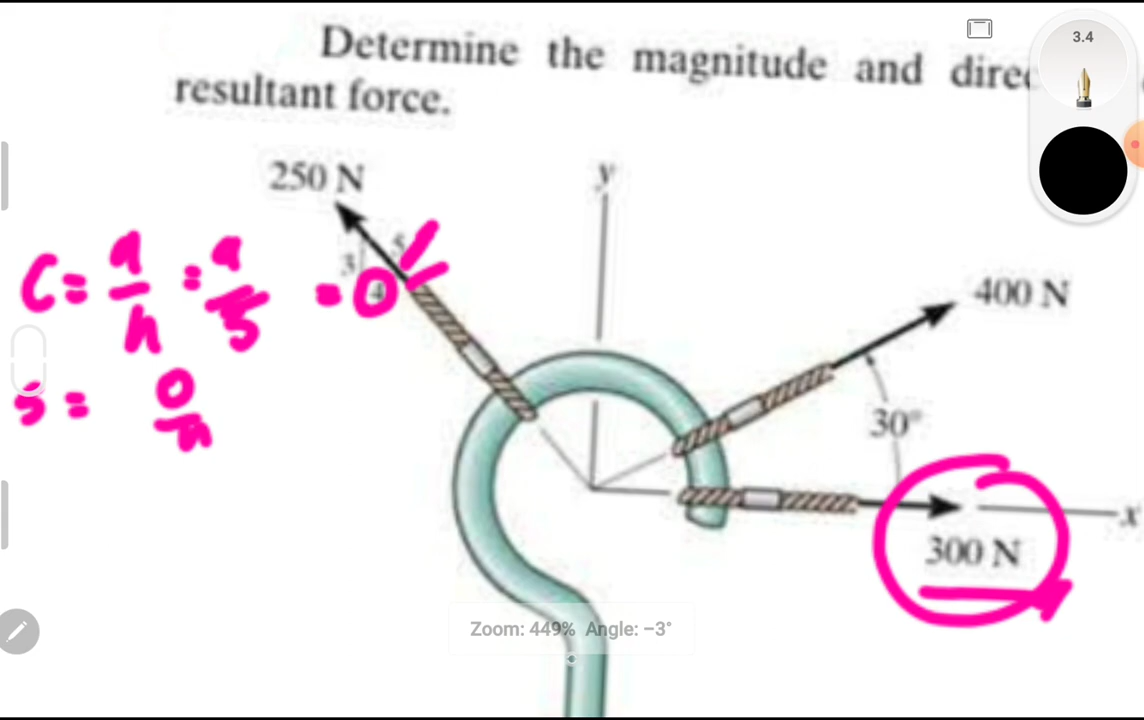 3.4
Determine the magnitude and direc
resultant force.
250 N
y
5
3
4
C = a/h = a/5 = 0
s = o/h
400 N
30°
x
300 N
Zoom: 449% Angle: −3°